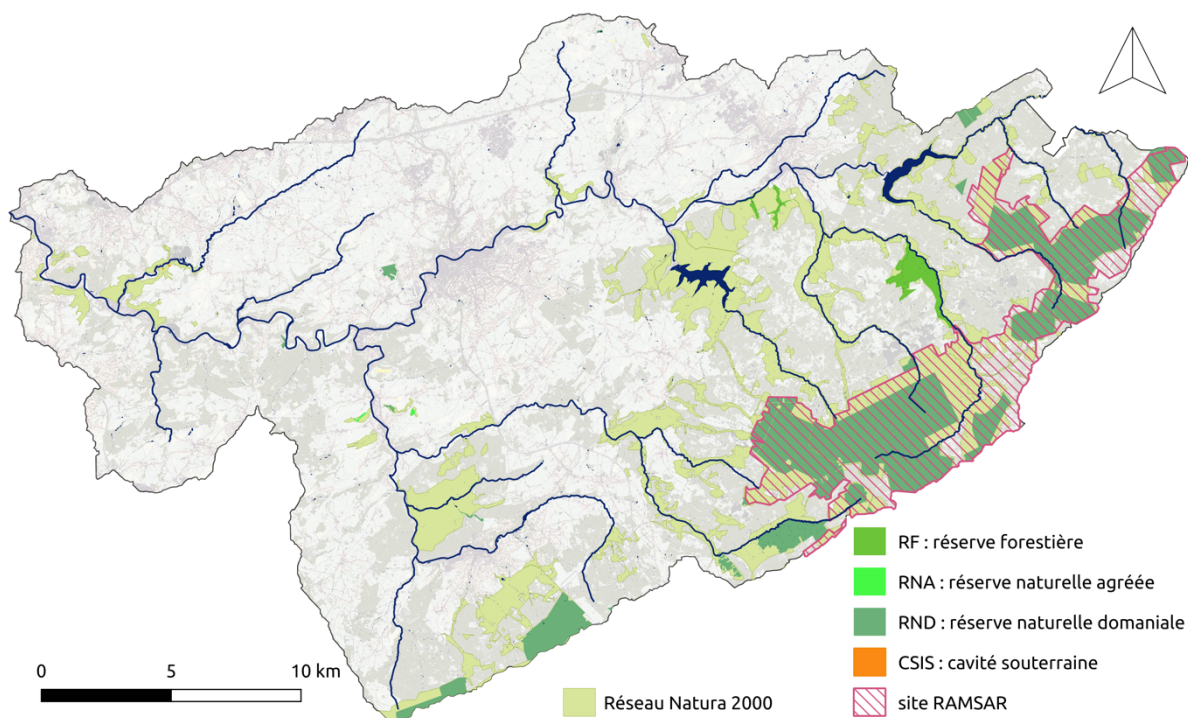 RF : réserve forestière
RNA : réserve naturelle agréée
RND : réserve naturelle domaniale
CSIS : cavité souterraine
site RAMSAR
Réseau Natura 2000
0 5 10 km